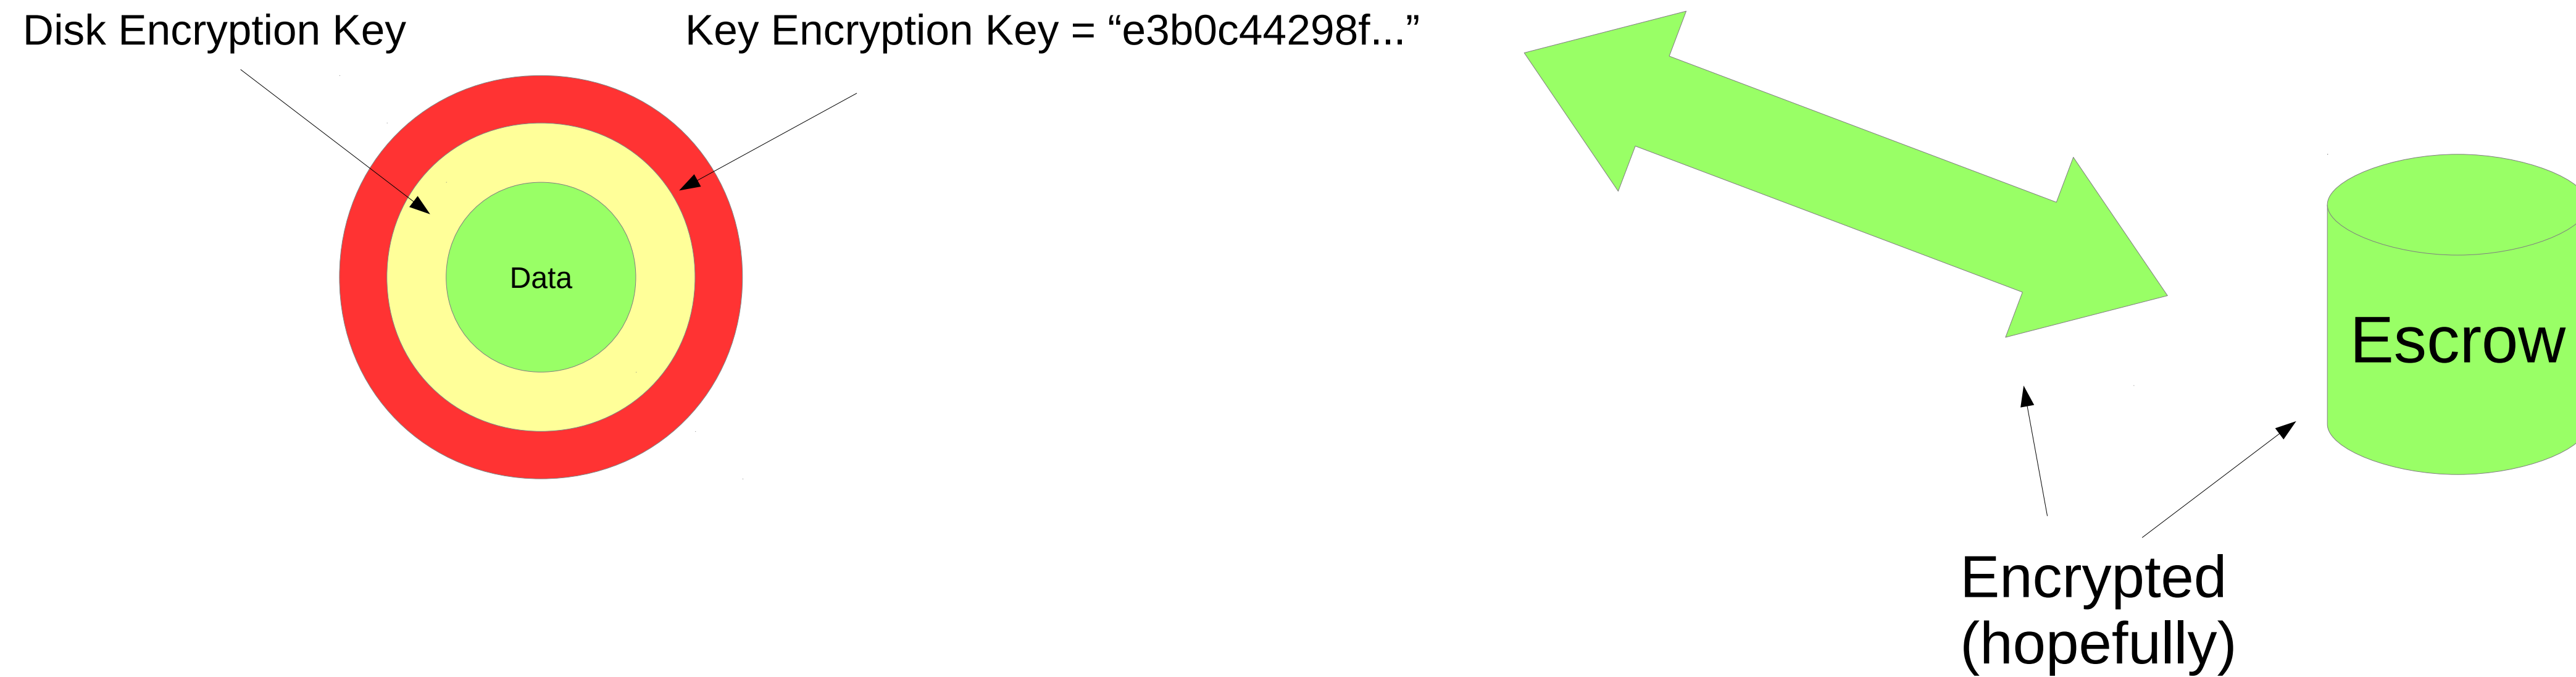 Disk Encryption Key
Key Encryption Key = “e3b0c44298f...”
Data
Escrow
Encrypted
(hopefully)